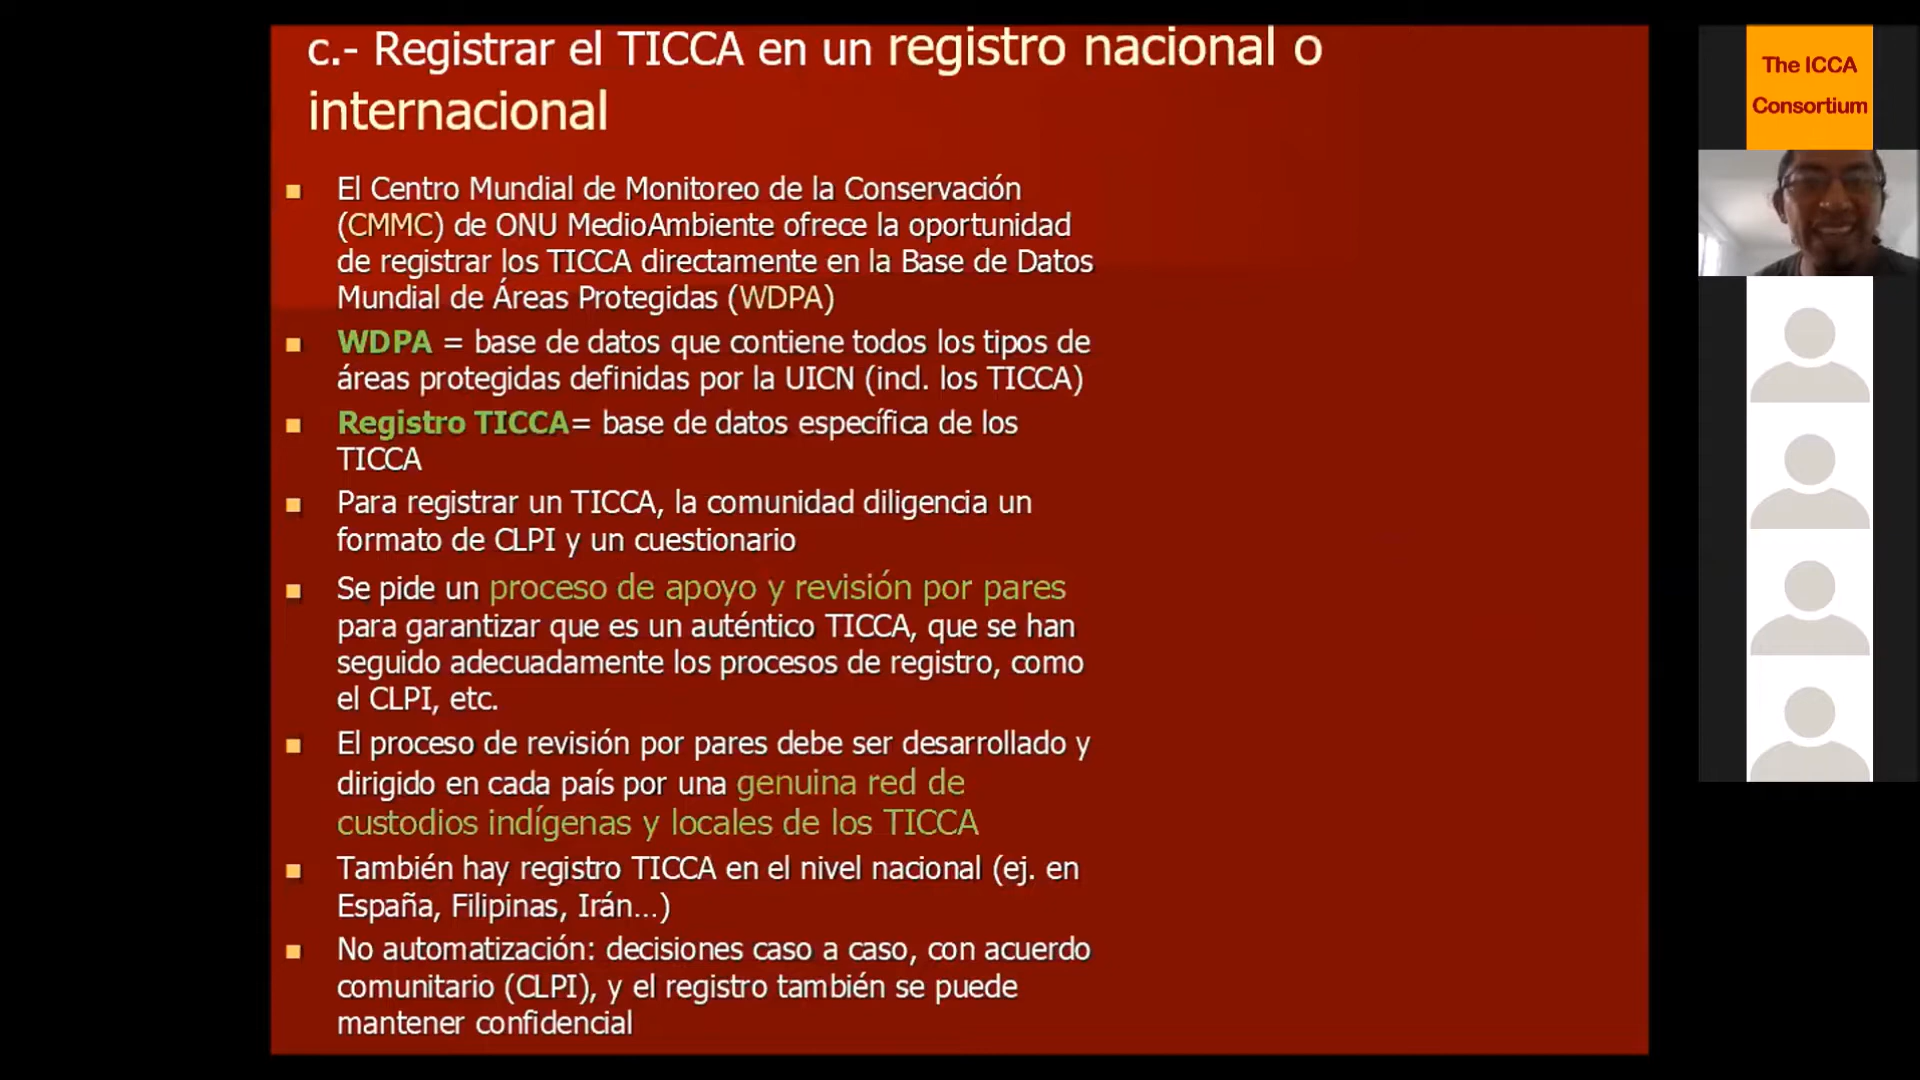 c.- Registrar el TICCA en un registro nacional o
internacional
El Centro Mundial de Monitoreo de la Conservación
(CMMC) de ONU MedioAmbiente ofrece la oportunidad
de registrar los TICCA directamente en la Base de Datos
Mundial de Áreas Protegidas (WDPA)
WDPA = base de datos que contiene todos los tipos de
áreas protegidas definidas por la UICN (incl. los TICCA)
Registro TICCA= base de datos específica de los
TICCA
Para registrar un TICCA, la comunidad diligencia un
formato de CLPI y un cuestionario
Se pide un proceso de apoyo y revisión por pares
para garantizar que es un auténtico TICCA, que se han
seguido adecuadamente los procesos de registro, como
el CLPI, etc.
El proceso de revisión por pares debe ser desarrollado y
dirigido en cada país por una genuina red de
custodios indígenas y locales de los TICCA
También hay registro TICCA en el nivel nacional (ej. en
España, Filipinas, Irán...)
No automatización: decisiones caso a caso, con acuerdo
comunitario (CLPI), y el registro también se puede
mantener confidencial
The ICCA
Consortium